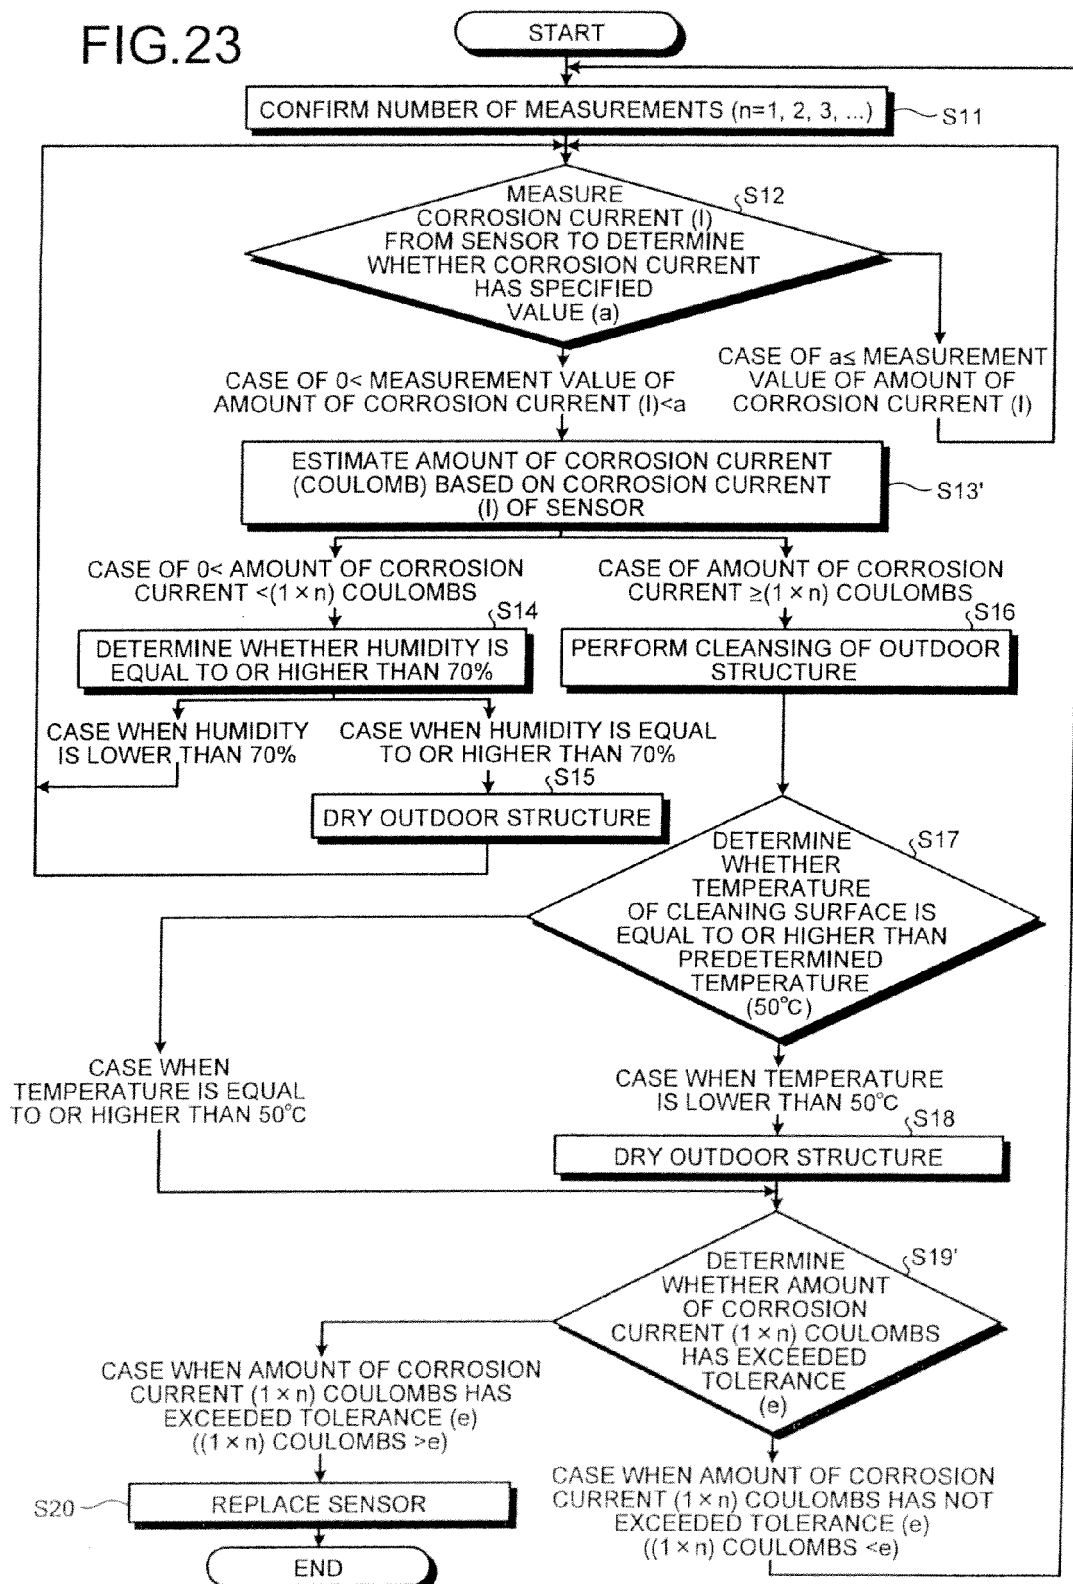 FIG.23
START
CONFIRM NUMBER OF MEASUREMENTS (n=1, 2, 3, ...)
S11
S12
MEASURE
CORROSION CURRENT (I)
FROM SENSOR TO DETERMINE
WHETHER CORROSION CURRENT
HAS SPECIFIED
VALUE (a)
CASE OF 0< MEASUREMENT VALUE OF
AMOUNT OF CORROSION CURRENT (I)<a
CASE OF a≤ MEASUREMENT
VALUE OF AMOUNT OF
CORROSION CURRENT (I)
ESTIMATE AMOUNT OF CORROSION CURRENT
(COULOMB) BASED ON CORROSION CURRENT
(I) OF SENSOR
S13'
CASE OF 0< AMOUNT OF CORROSION
CURRENT <(1 × n) COULOMBS
CASE OF AMOUNT OF CORROSION
CURRENT ≥(1 × n) COULOMBS
S14
DETERMINE WHETHER HUMIDITY IS
EQUAL TO OR HIGHER THAN 70%
S16
PERFORM CLEANSING OF OUTDOOR
STRUCTURE
CASE WHEN HUMIDITY
IS LOWER THAN 70%
CASE WHEN HUMIDITY IS EQUAL
TO OR HIGHER THAN 70%
S15
DRY OUTDOOR STRUCTURE
S17
DETERMINE
WHETHER
TEMPERATURE
OF CLEANING SURFACE IS
EQUAL TO OR HIGHER THAN
PREDETERMINED
TEMPERATURE
(50°C)
CASE WHEN
TEMPERATURE IS EQUAL
TO OR HIGHER THAN 50°C
CASE WHEN TEMPERATURE
IS LOWER THAN 50°C
S18
DRY OUTDOOR STRUCTURE
S19'
DETERMINE
WHETHER AMOUNT
OF CORROSION
CURRENT (1 × n) COULOMBS
HAS EXCEEDED
TOLERANCE
(e)
CASE WHEN AMOUNT OF CORROSION
CURRENT (1 × n) COULOMBS HAS
EXCEEDED TOLERANCE (e)
((1 × n) COULOMBS >e)
CASE WHEN AMOUNT OF CORROSION
CURRENT (1 × n) COULOMBS HAS NOT
EXCEEDED TOLERANCE (e)
((1 × n) COULOMBS <e)
S20
REPLACE SENSOR
END